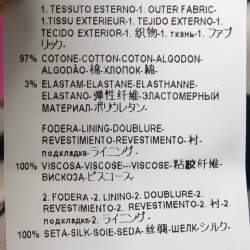 1. TESSUTO ESTERNO-1. OUTER FABRIC-
1. TISSU EXTERIEUR-1. TEJIDO EXTERNO-1.
TECIDO EXTERIOR-1. 织物-1. ткань-1. ファブ
リック-
97% COTONE-COTTON-COTON-ALGODON-
ALGODÃO-棉-ХЛОПОК-綿-
3% ELASTAM-ELASTANE-ELASTHANNE-
ELASTANO-弹性纤维-ЭЛАСТОМЕРНЫЙ
МАТЕРИАЛ-ポリウレタン-
FODERA-LINING-DOUBLURE-
REVESTIMENTO-REVESTIMENTO-衬-
подкладка-ライニング-
100% VISCOSA-VISCOSE--VISCOSE-粘胶纤维-
ВИСКОЗА-ビスコース-
2. FODERA-2. LINING-2. DOUBLURE-2.
REVESTIMENTO-2. REVESTIMENTO-2. 衬-2.
подкладка-2. ライニング-
100% SETA-SILK-SOIE-SEDA-丝绸-ШЕЛК-シルク-